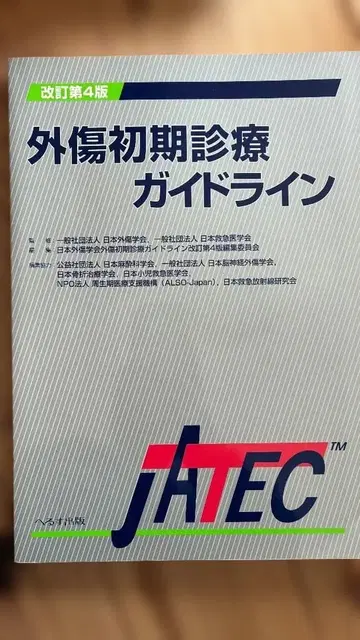 改訂第4版
外傷初期診療
ガイドライン
監 修 一般社団法人 日本外傷学会、一般社団法人 日本救急医学会
編 集 日本外傷学会外傷初期診療ガイドライン改訂第4版編集委員会
編集協力 公益社団法人 日本麻酔科学会、一般社団法人 日本脳神経外傷学会、
日本骨折治療学会、日本小児救急医学会、
NPO法人 周生期医療支援機構（ALSO-Japan）、日本救急放射線研究会
JATEC™
へるす出版